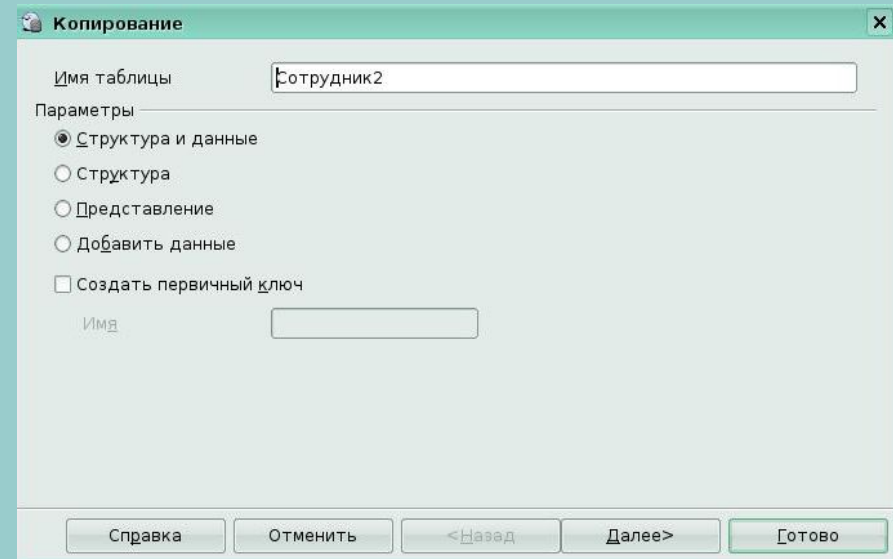 Копирование
Имя таблицы Сотрудник2
Параметры
Структура и данные
Структура
Представление
Добавить данные
Создать первичный ключ
Имя
Справка Отменить <Назад Далее> Готово